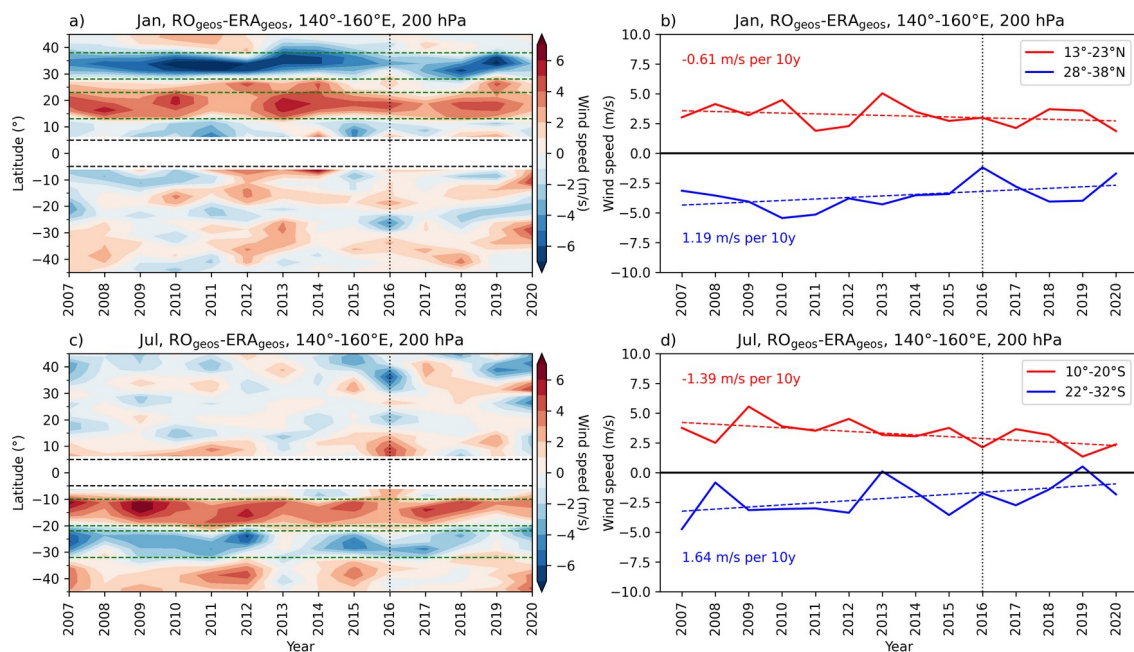 a) Jan, RO_geos-ERA_geos, 140°-160°E, 200 hPa
Latitude (°)
40
30
20
10
0
−10
−20
−30
−40
2007 2008 2009 2010 2011 2012 2013 2014 2015 2016 2017 2018 2019 2020
6
4
2
0
−2
−4
−6
Wind speed (m/s)
b) Jan, RO_geos-ERA_geos, 140°-160°E, 200 hPa
Wind speed (m/s)
10.0
7.5
5.0
2.5
0.0
−2.5
−5.0
−7.5
−10.0
-0.61 m/s per 10y
1.19 m/s per 10y
13°-23°N
28°-38°N
2007 2008 2009 2010 2011 2012 2013 2014 2015 2016 2017 2018 2019 2020
c) Jul, RO_geos-ERA_geos, 140°-160°E, 200 hPa
Latitude (°)
40
30
20
10
0
−10
−20
−30
−40
2007 2008 2009 2010 2011 2012 2013 2014 2015 2016 2017 2018 2019 2020
Year
6
4
2
0
−2
−4
−6
Wind speed (m/s)
d) Jul, RO_geos-ERA_geos, 140°-160°E, 200 hPa
Wind speed (m/s)
10.0
7.5
5.0
2.5
0.0
−2.5
−5.0
−7.5
−10.0
-1.39 m/s per 10y
1.64 m/s per 10y
10°-20°S
22°-32°S
2007 2008 2009 2010 2011 2012 2013 2014 2015 2016 2017 2018 2019 2020
Year